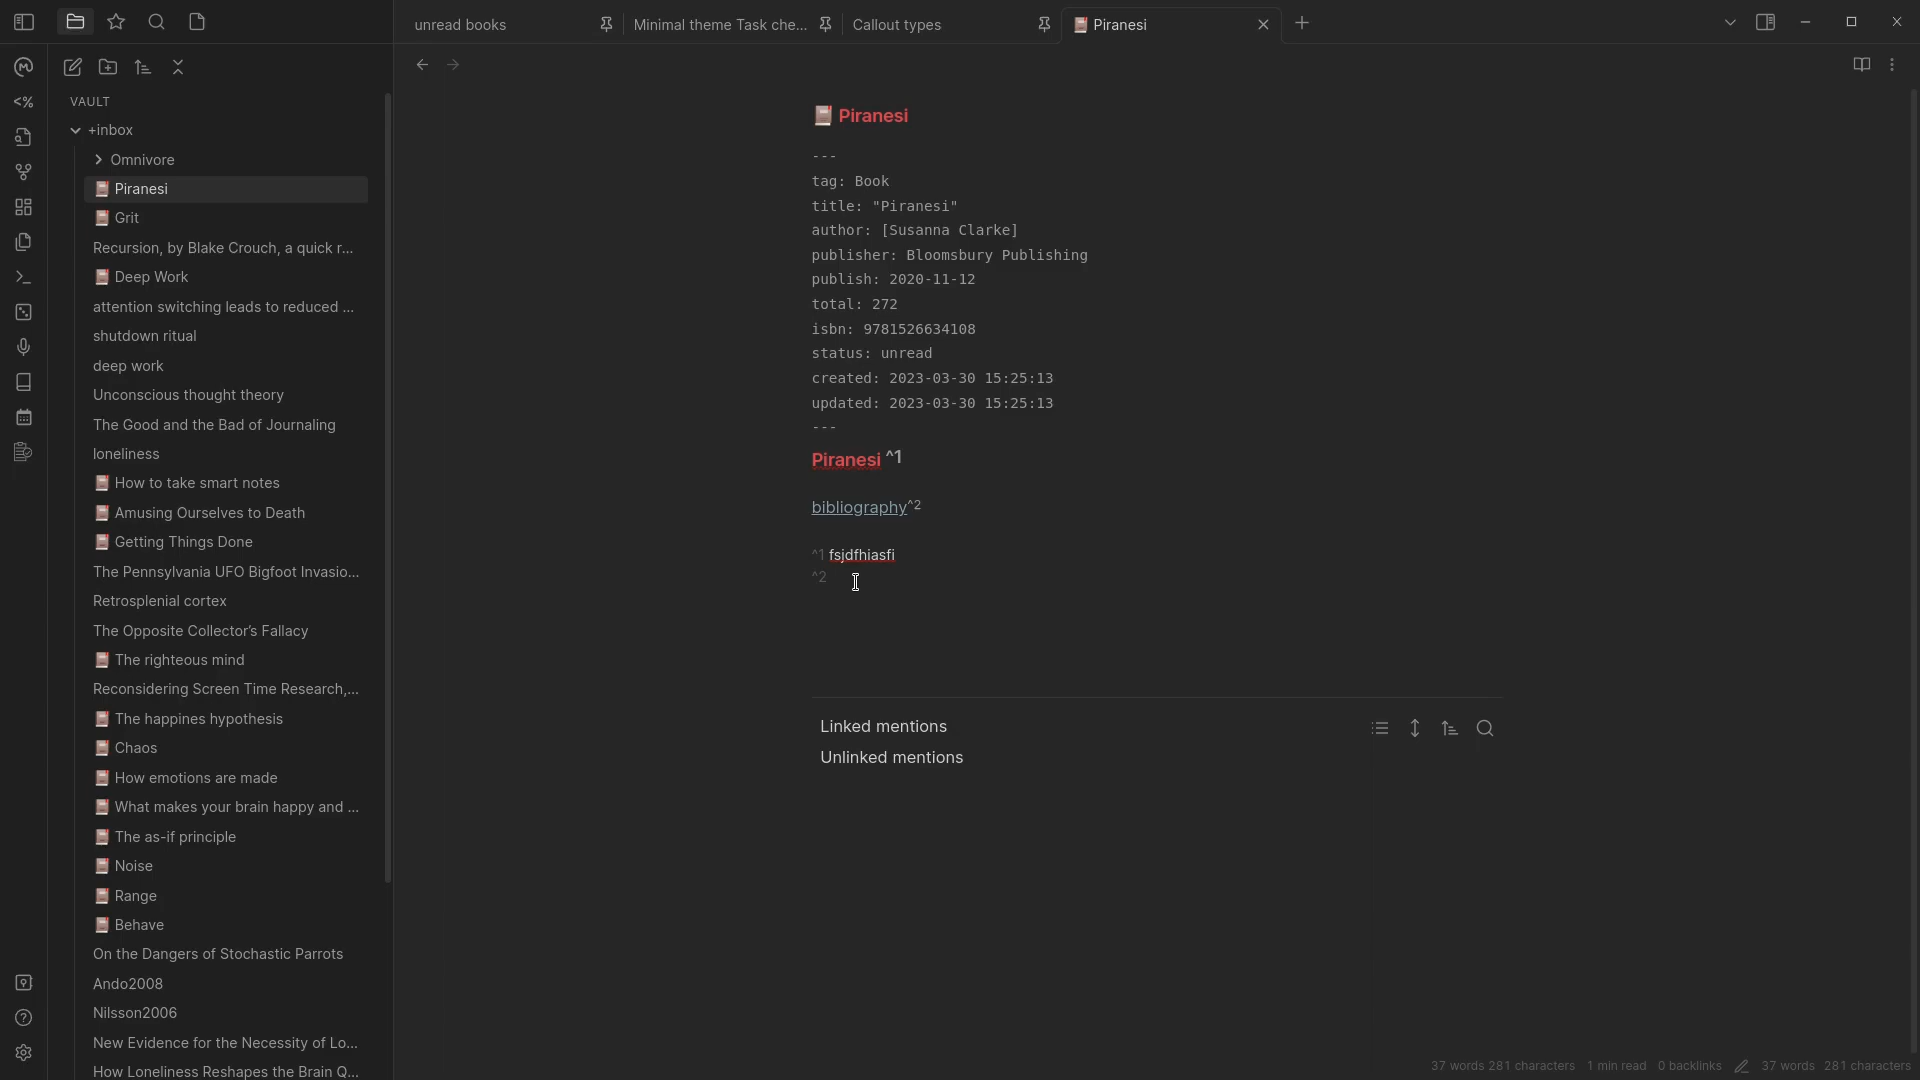 unread books
Minimal theme Task che...
Callout types
Piranesi
VAULT
+inbox
Omnivore
Piranesi
Grit
Recursion, by Blake Crouch, a quick r...
Deep Work
attention switching leads to reduced ...
shutdown ritual
deep work
Unconscious thought theory
The Good and the Bad of Journaling
loneliness
How to take smart notes
Amusing Ourselves to Death
Getting Things Done
The Pennsylvania UFO Bigfoot Invasio...
Retrosplenial cortex
The Opposite Collector's Fallacy
The righteous mind
Reconsidering Screen Time Research,...
The happines hypothesis
Chaos
How emotions are made
What makes your brain happy and ...
The as-if principle
Noise
Range
Behave
On the Dangers of Stochastic Parrots
Ando2008
Nilsson2006
New Evidence for the Necessity of Lo...
How Loneliness Reshapes the Brain Q...
Piranesi
---
tag: Book
title: "Piranesi"
author: [Susanna Clarke]
publisher: Bloomsbury Publishing
publish: 2020-11-12
total: 272
isbn: 9781526634108
status: unread
created: 2023-03-30 15:25:13
updated: 2023-03-30 15:25:13
---
Piranesi ^1
bibliography^2
^1 fsjdfhiasfi
^2
Linked mentions
Unlinked mentions
37 words 281 characters 1 min read 0 backlinks 37 words 281 characters